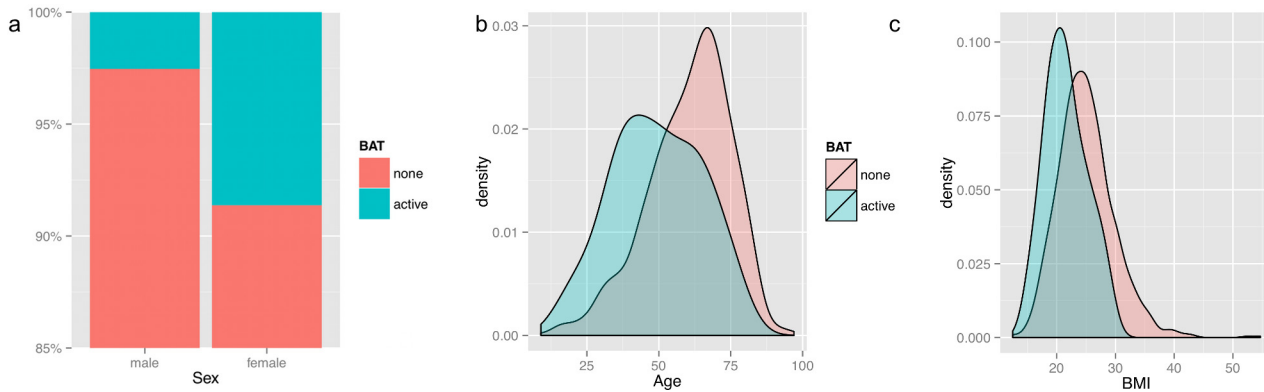 a
100%
95%
90%
85%
male
female
Sex
BAT
none
active
b
0.03
0.02
0.01
0.00
density
25
50
75
100
Age
BAT
none
active
c
0.100
0.075
0.050
0.025
0.000
density
20
30
40
50
BMI